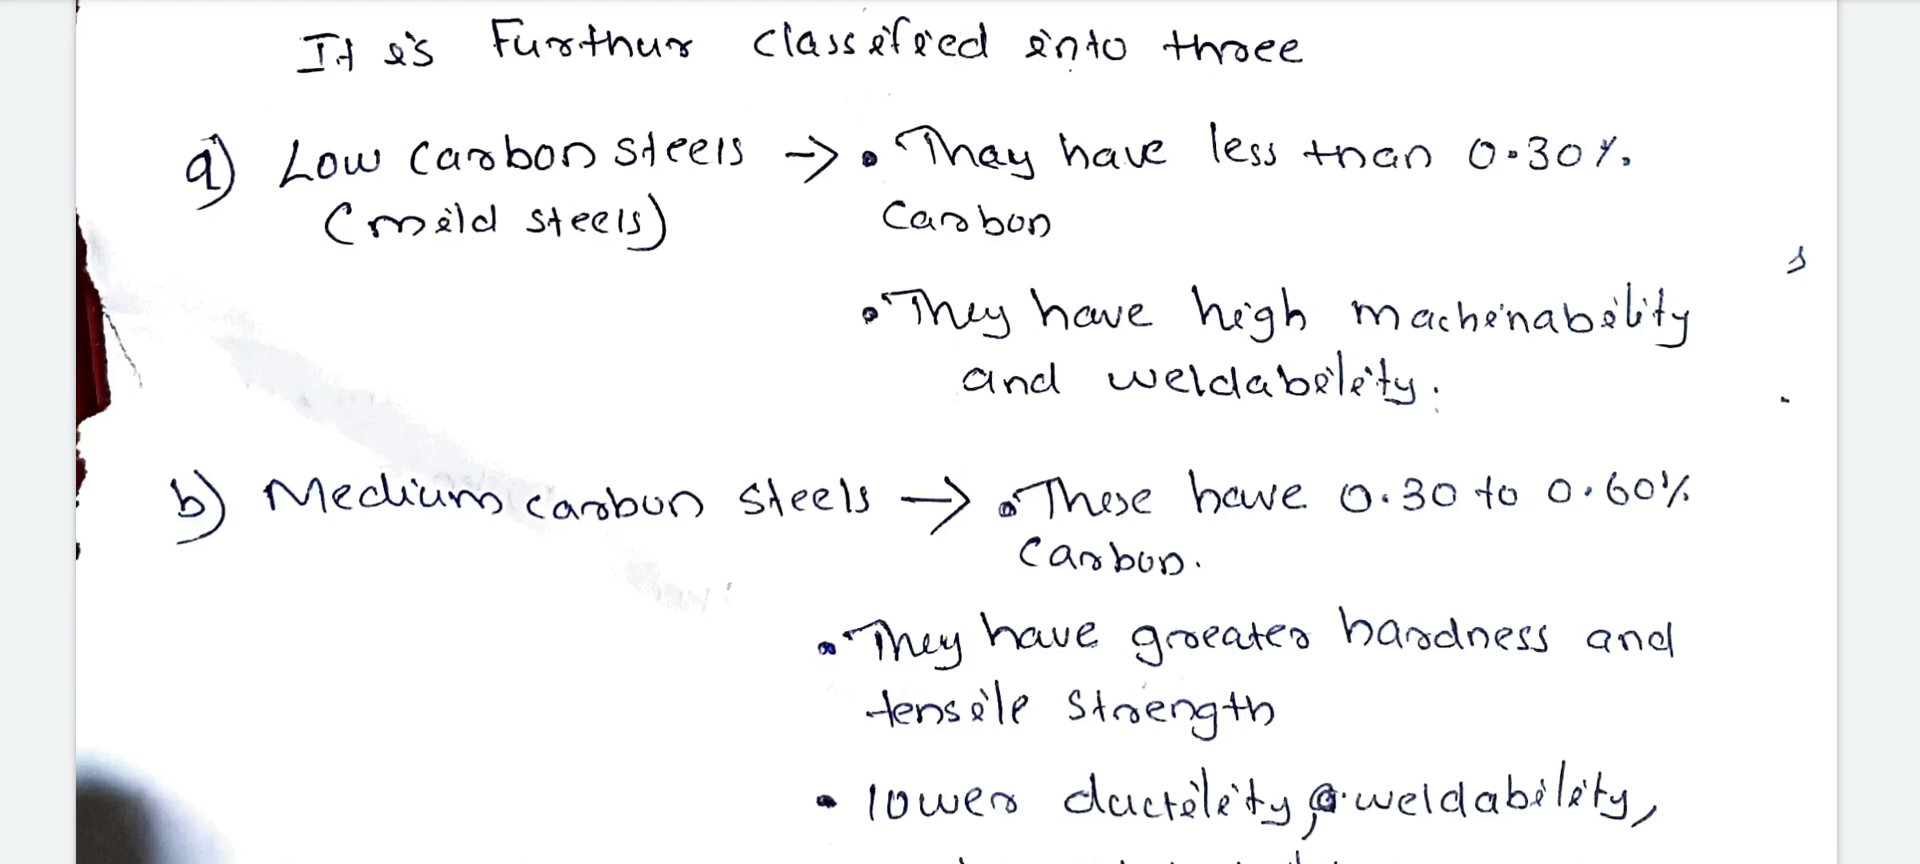 It is Furthur classified into three
a) Low carbon steels → • They have less than 0.30%
(mild steels) Carbon
• They have high machinability
and weldability.
b) Medium carbon steels → • These have 0.30 to 0.60%
Carbon.
• They have greater hardness and
tensile strength
• lower ductility, weldability,